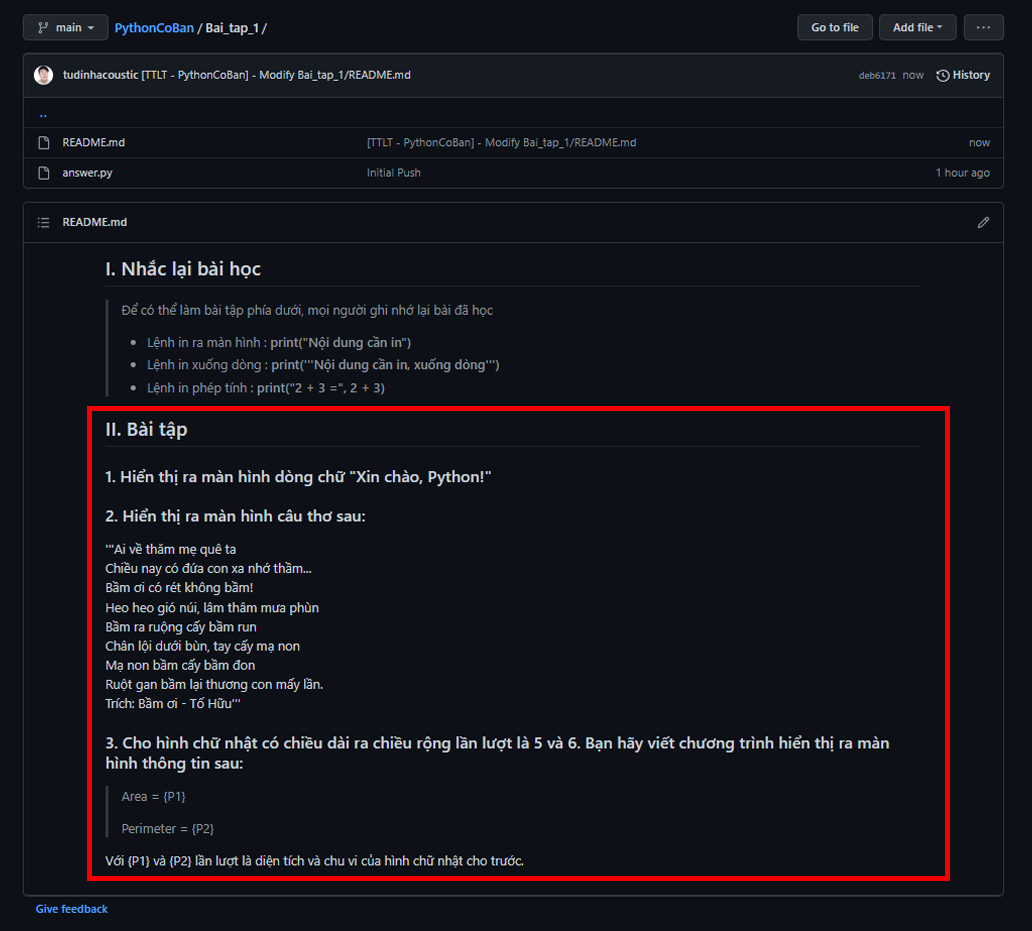 main
PythonCoBan / Bai_tap_1 /
Go to file
Add file
tudinhacoustic [TTLT - PythonCoBan] - Modify Bai_tap_1/README.md
deb6171 now History
..
README.md [TTLT - PythonCoBan] - Modify Bai_tap_1/README.md now
answer.py Initial Push 1 hour ago
README.md
I. Nhắc lại bài học
Để có thể làm bài tập phía dưới, mọi người ghi nhớ lại bài đã học
• Lệnh in ra màn hình : print("Nội dung cần in")
• Lệnh in xuống dòng : print('''Nội dung cần in, xuống dòng''')
• Lệnh in phép tính : print("2 + 3 =", 2 + 3)
II. Bài tập
1. Hiển thị ra màn hình dòng chữ "Xin chào, Python!"
2. Hiển thị ra màn hình câu thơ sau:
'''Ai về thăm mẹ quê ta
Chiều nay có đứa con xa nhớ thầm...
Bầm ơi có rét không bầm!
Heo heo gió núi, lâm thâm mưa phùn
Bầm ra ruộng cấy bầm run
Chân lội dưới bùn, tay cấy mạ non
Mạ non bầm cấy bầm đon
Ruột gan bầm lại thương con mấy lần.
Trích: Bầm ơi - Tố Hữu'''
3. Cho hình chữ nhật có chiều dài ra chiều rộng lần lượt là 5 và 6. Bạn hãy viết chương trình hiển thị ra màn
hình thông tin sau:
Area = {P1}
Perimeter = {P2}
Với {P1} và {P2} lần lượt là diện tích và chu vi của hình chữ nhật cho trước.
Give feedback